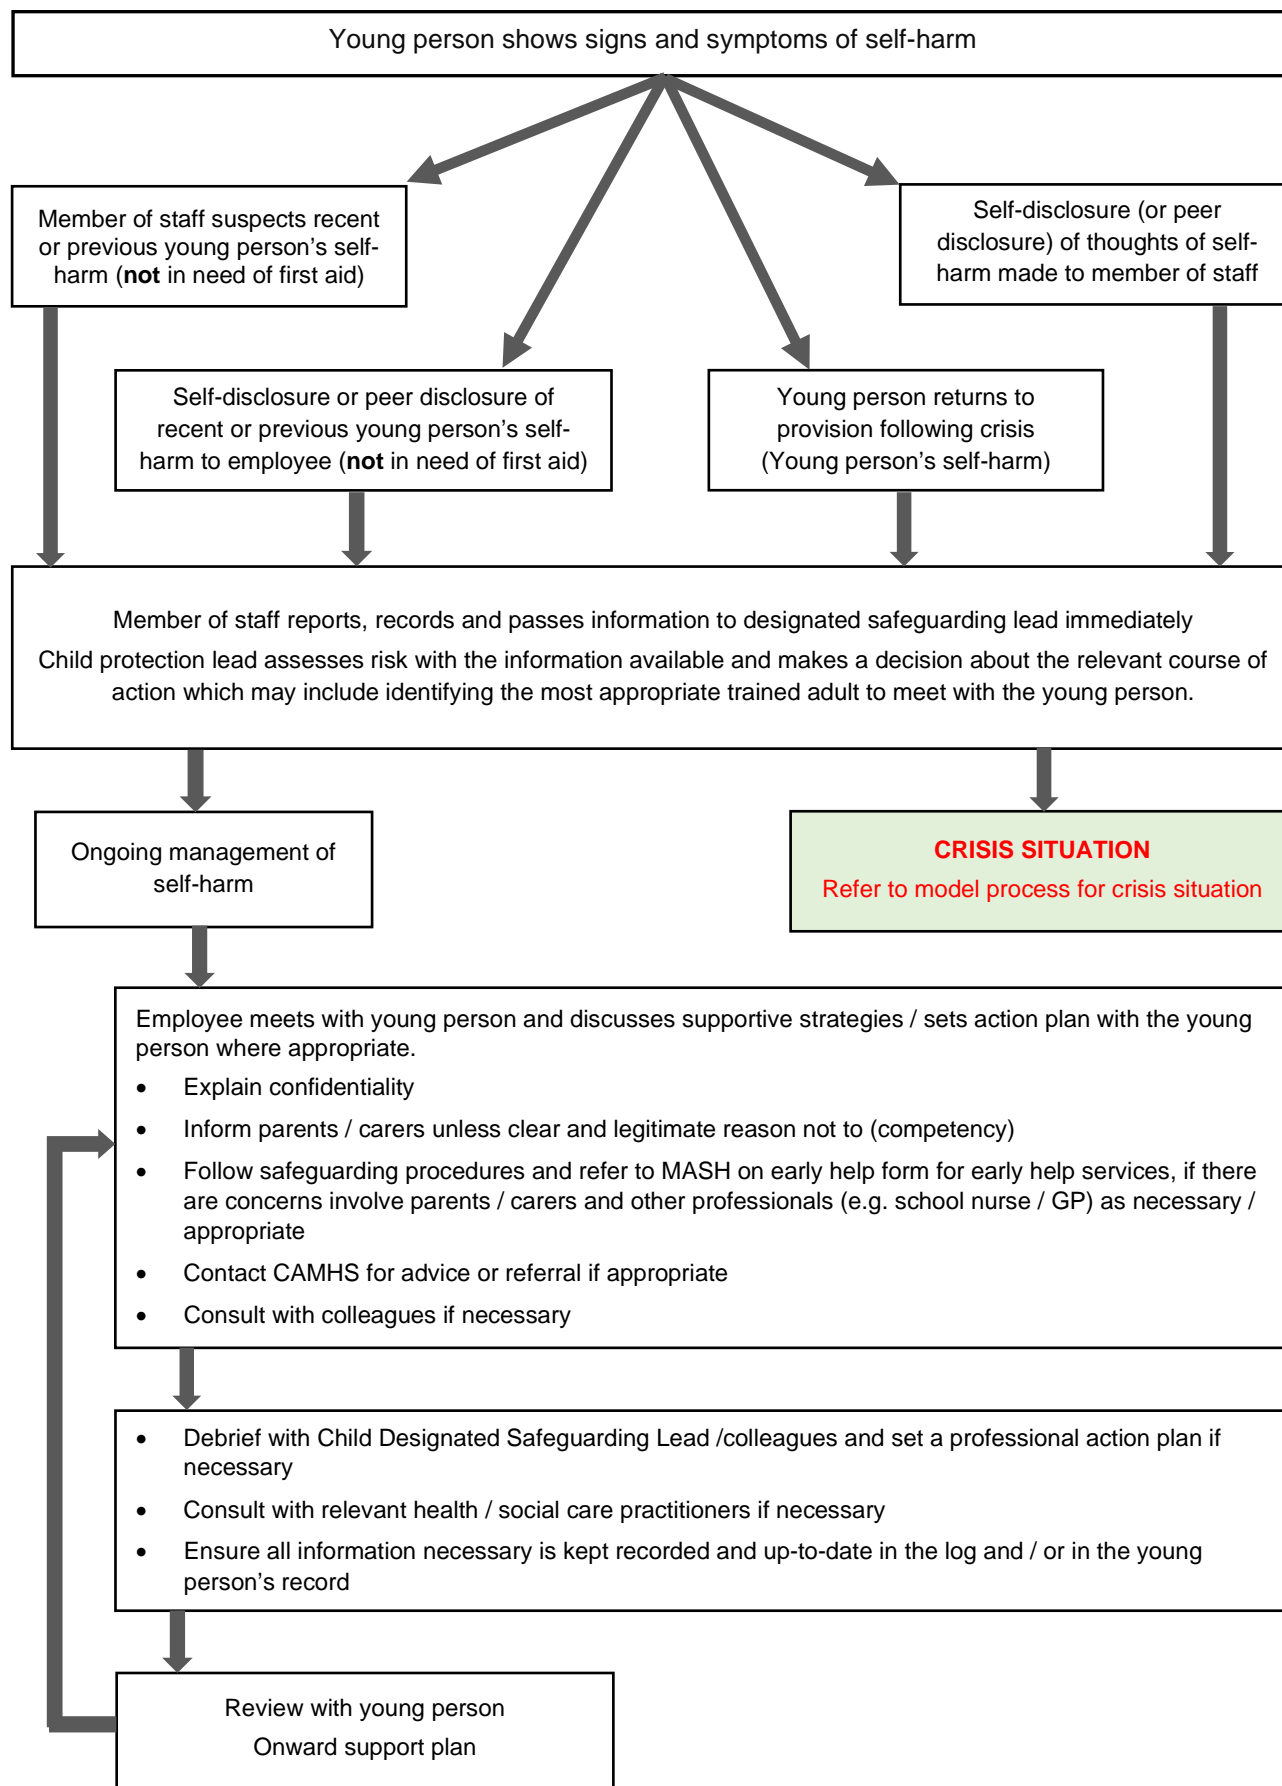 Young person shows signs and symptoms of self-harm
Member of staff suspects recent
or previous young person's self-
harm (not in need of first aid)
Self-disclosure (or peer
disclosure) of thoughts of self-
harm made to member of staff
Self-disclosure or peer disclosure of
recent or previous young person's self-
harm to employee (not in need of first aid)
Young person returns to
provision following crisis
(Young person's self-harm)
Member of staff reports, records and passes information to designated safeguarding lead immediately
Child protection lead assesses risk with the information available and makes a decision about the relevant course of
action which may include identifying the most appropriate trained adult to meet with the young person.
Ongoing management of
self-harm
CRISIS SITUATION
Refer to model process for crisis situation
Employee meets with young person and discusses supportive strategies / sets action plan with the young
person where appropriate.
• Explain confidentiality
• Inform parents / carers unless clear and legitimate reason not to (competency)
• Follow safeguarding procedures and refer to MASH on early help form for early help services, if there
are concerns involve parents / carers and other professionals (e.g. school nurse / GP) as necessary /
appropriate
• Contact CAMHS for advice or referral if appropriate
• Consult with colleagues if necessary
• Debrief with Child Designated Safeguarding Lead /colleagues and set a professional action plan if
necessary
• Consult with relevant health / social care practitioners if necessary
• Ensure all information necessary is kept recorded and up-to-date in the log and / or in the young
person's record
Review with young person
Onward support plan